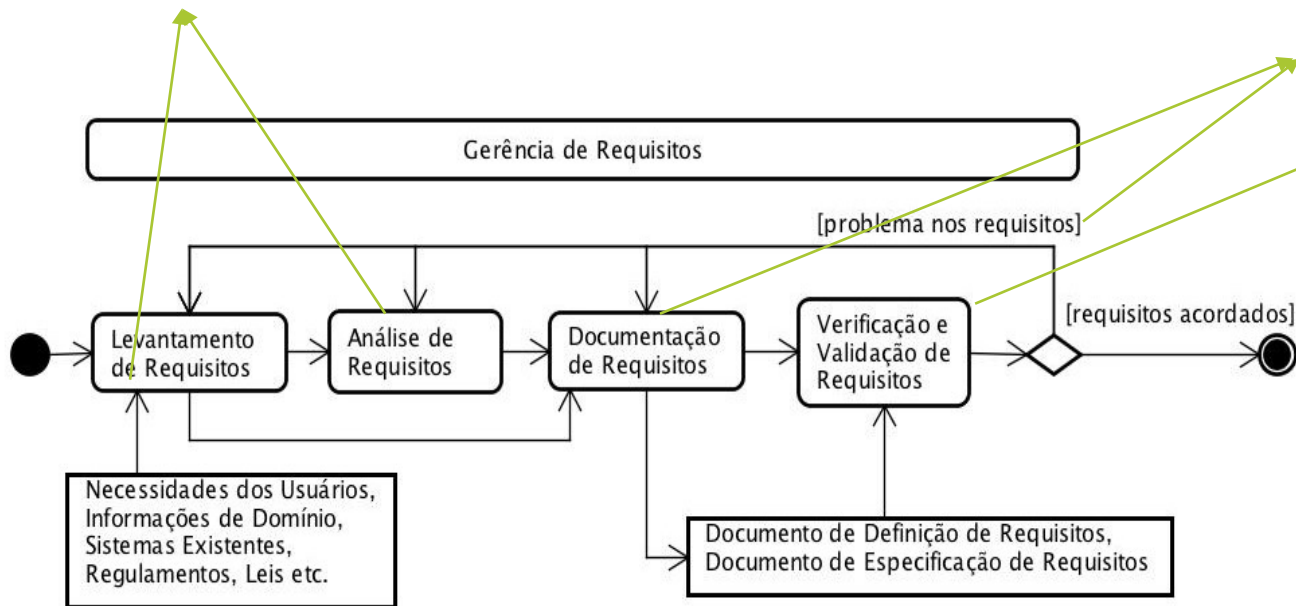 Gerência de Requisitos
[problema nos requisitos]
[requisitos acordados]
Levantamento
de Requisitos
Análise de
Requisitos
Documentação
de Requisitos
Verificação e
Validação de
Requisitos
Necessidades dos Usuários,
Informações de Domínio,
Sistemas Existentes,
Regulamentos, Leis etc.
Documento de Definição de Requisitos,
Documento de Especificação de Requisitos